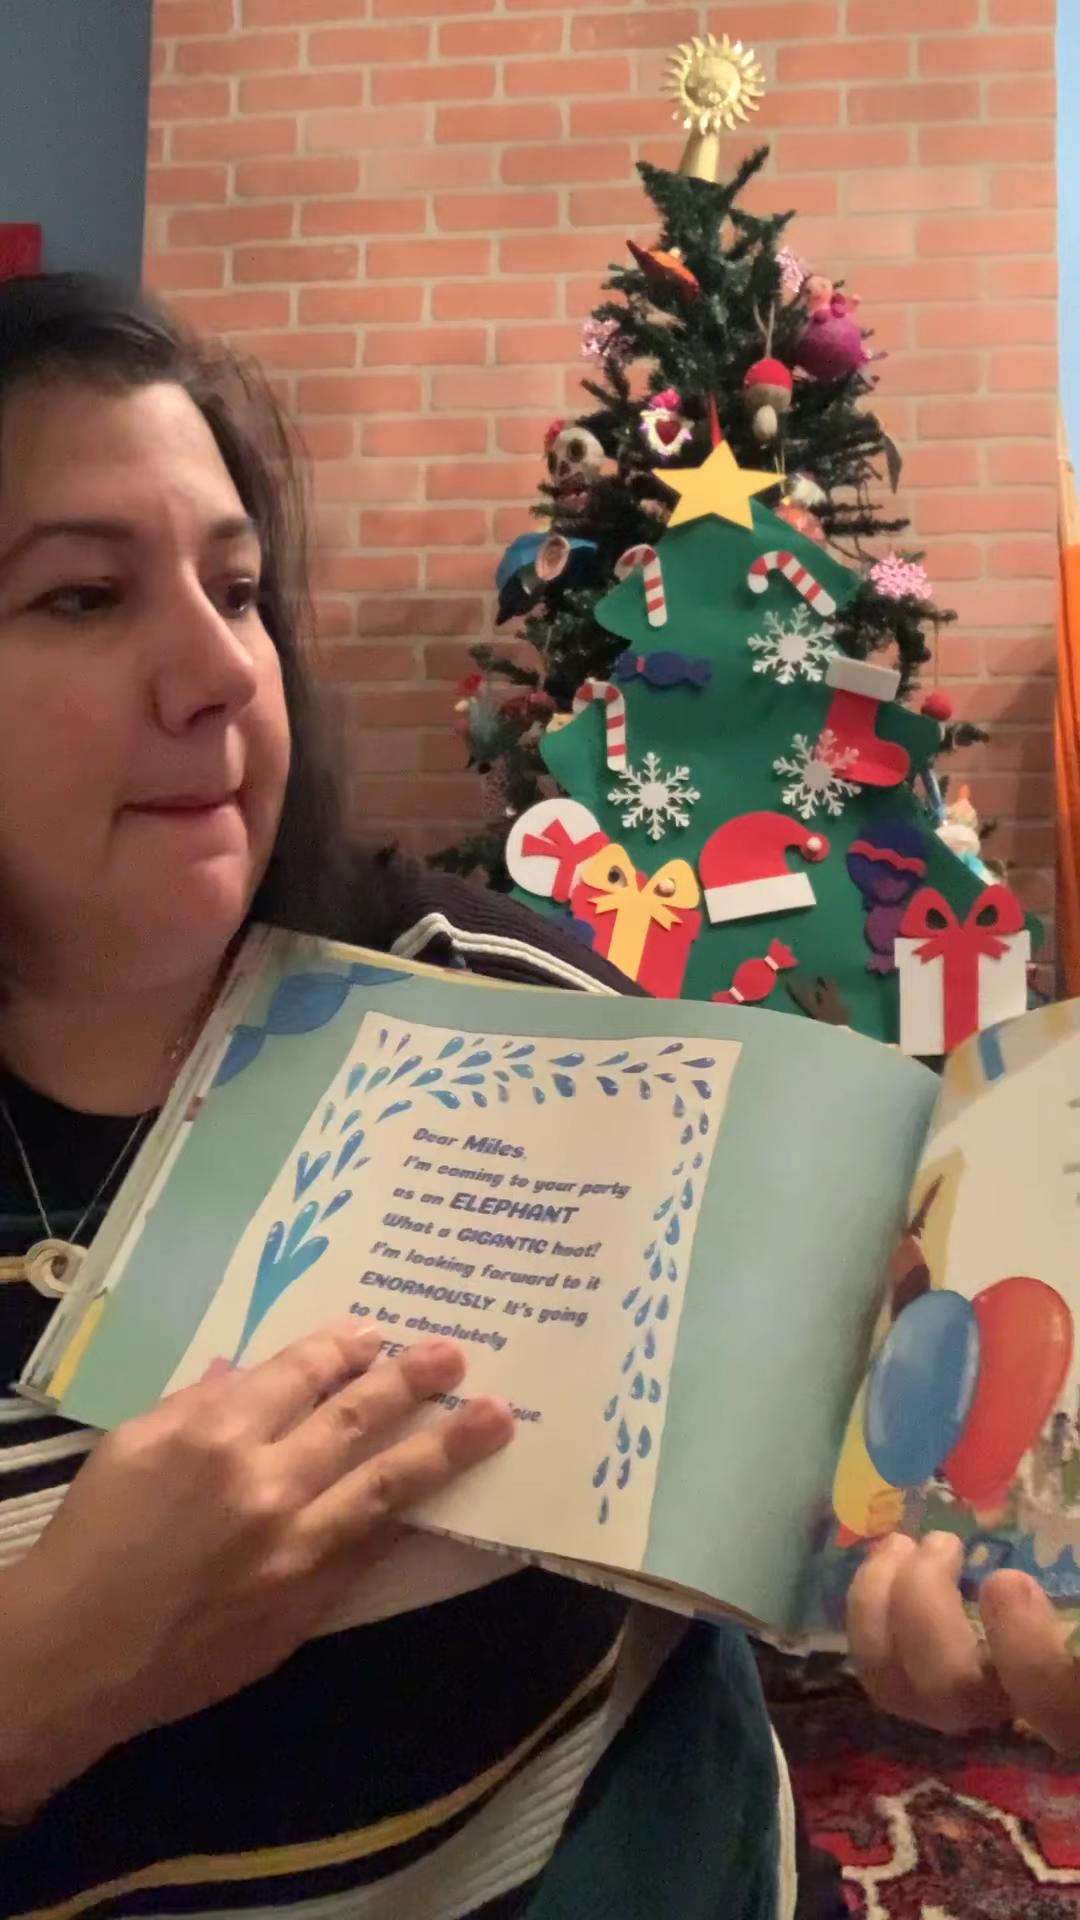 Dear Miles,
I'm coming to your party
as an ELEPHANT
What a GIGANTIC hoot!
I'm looking forward to it
ENORMOUSLY It's going
to be absolutely